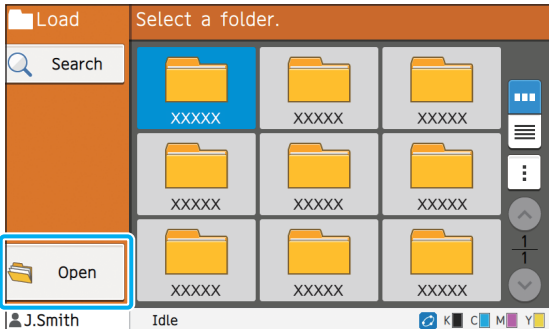 Load
Select a folder.
Search
XXXXX XXXXX XXXXX
XXXXX XXXXX XXXXX
XXXXX XXXXX XXXXX
1
1
Open
J.Smith
Idle
K C M Y